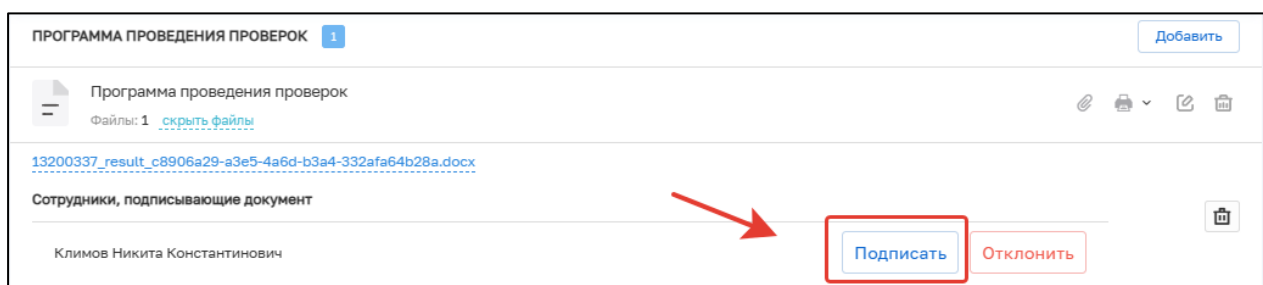 ПРОГРАММА ПРОВЕДЕНИЯ ПРОВЕРОК 1 Добавить
Программа проведения проверок
Файлы: 1 скрыть файлы
13200337_result_c8906a29-a3e5-4a6d-b3a4-332afa64b28a.docx
Сотрудники, подписывающие документ
Климов Никита Константинович Подписать Отклонить